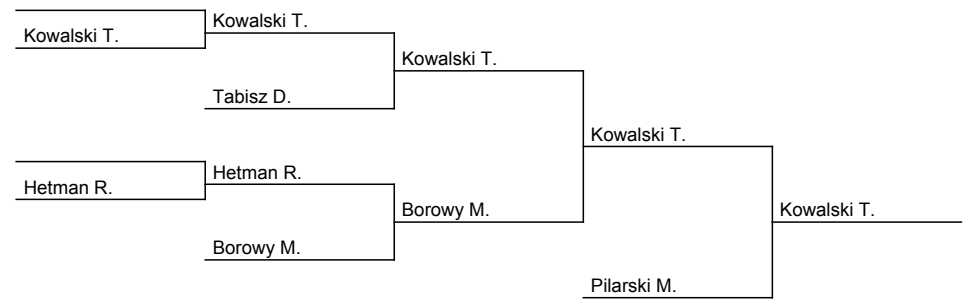 Kowalski T.
Kowalski T.
Kowalski T.
Tabisz D.
Kowalski T.
Hetman R.
Hetman R.
Borowy M.
Kowalski T.
Borowy M.
Pilarski M.